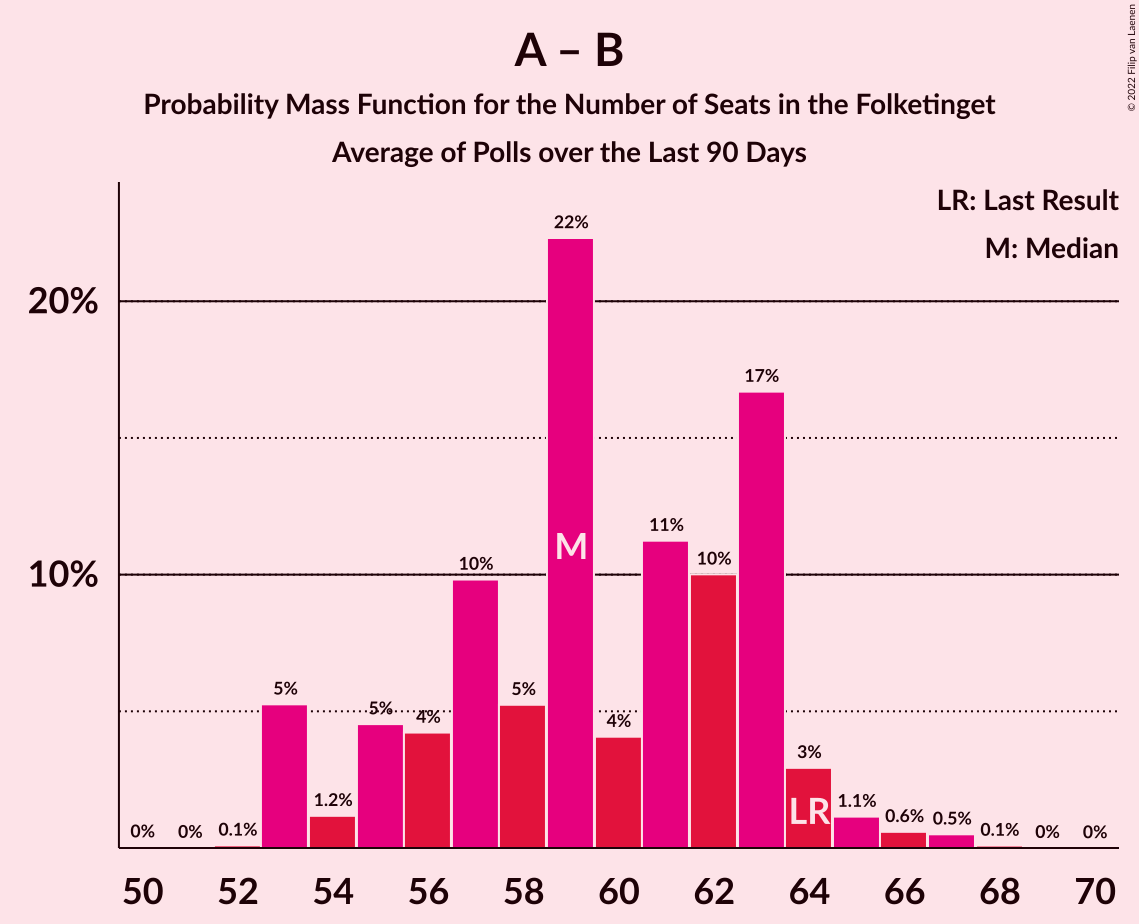 A – B
Probability Mass Function for the Number of Seats in the Folketinget
Average of Polls over the Last 90 Days
© 2022 Filip van Laenen
LR: Last Result
M: Median
20%
10%
0%
0%
0.1%
5%
1.2%
5%
4%
10%
5%
22%
4%
11%
10%
17%
3%
1.1%
0.6%
0.5%
0.1%
0%
0%
M
LR
50 52 54 56 58 60 62 64 66 68 70